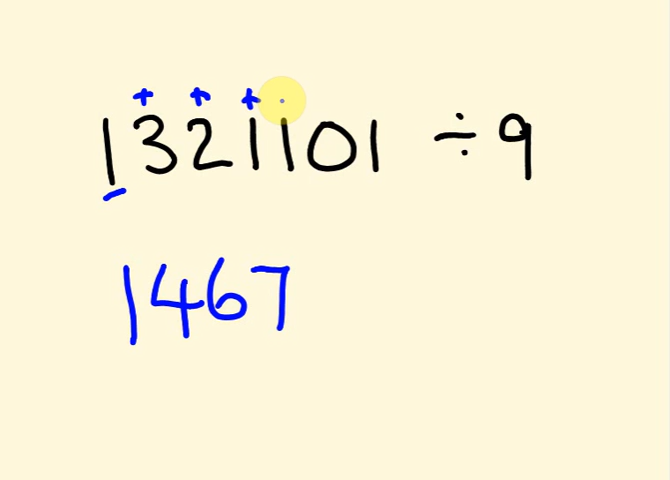 + + +
1321101 ÷ 9
1467